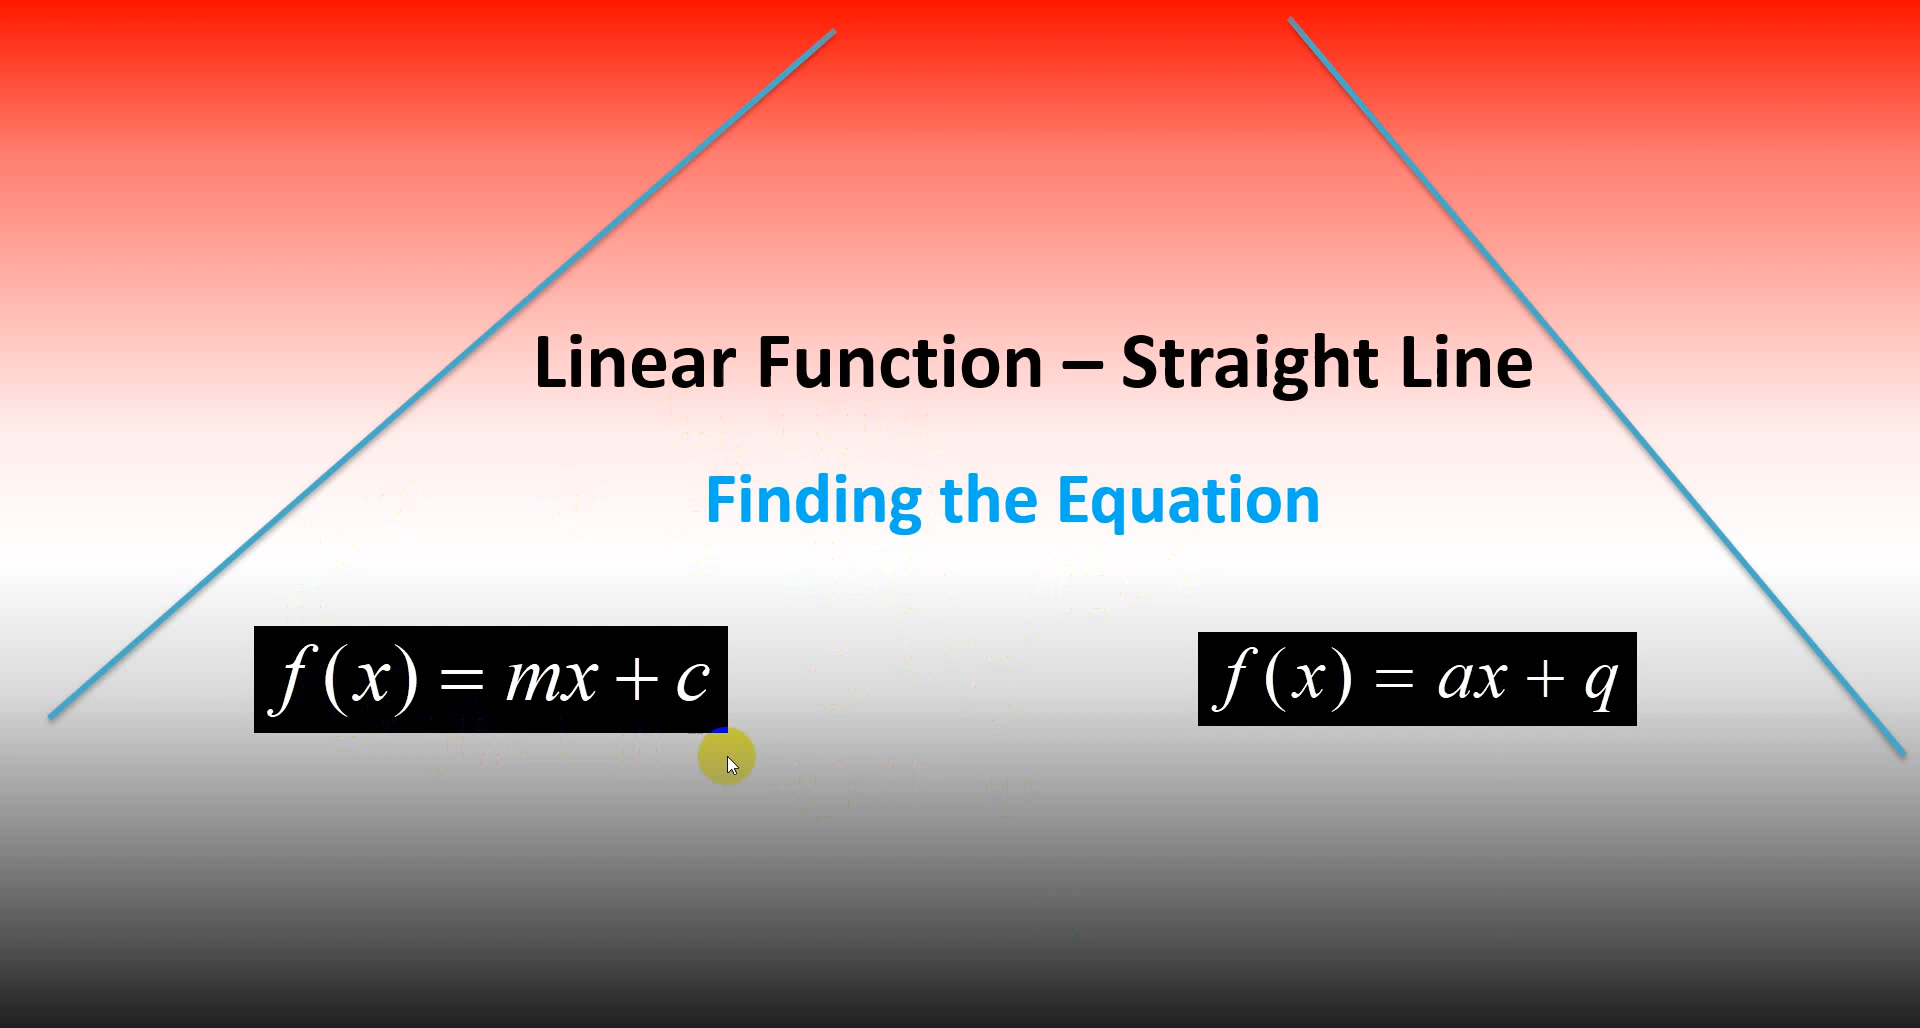 Linear Function – Straight Line
Finding the Equation
f(x) = mx + c
f(x) = ax + q